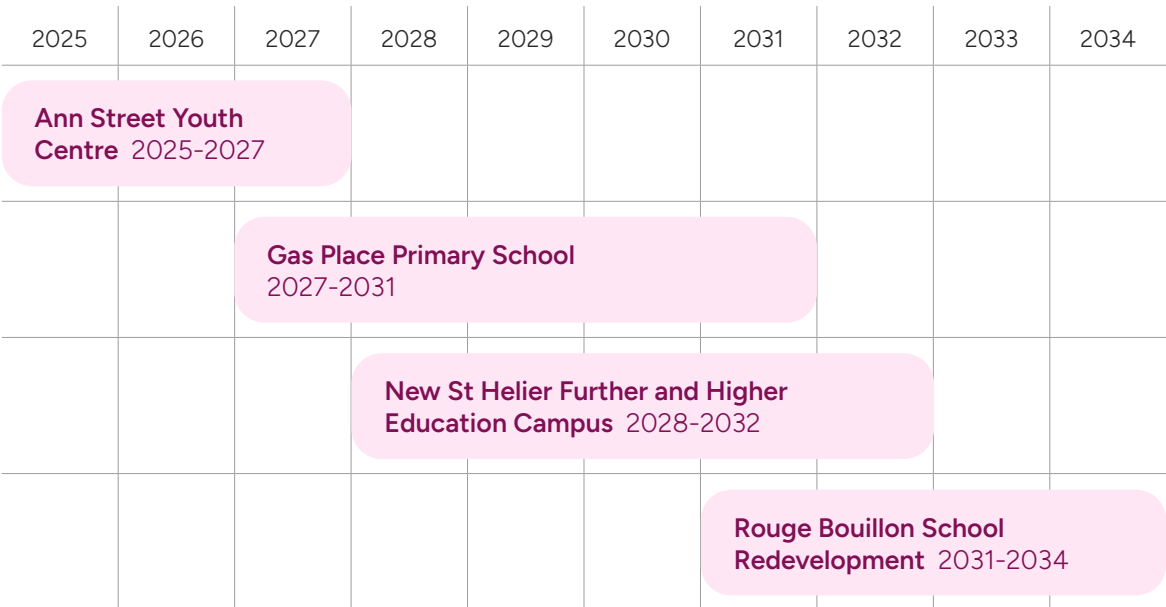 2025 2026 2027 2028 2029 2030 2031 2032 2033 2034
Ann Street Youth
Centre 2025-2027
Gas Place Primary School
2027-2031
New St Helier Further and Higher
Education Campus 2028-2032
Rouge Bouillon School
Redevelopment 2031-2034